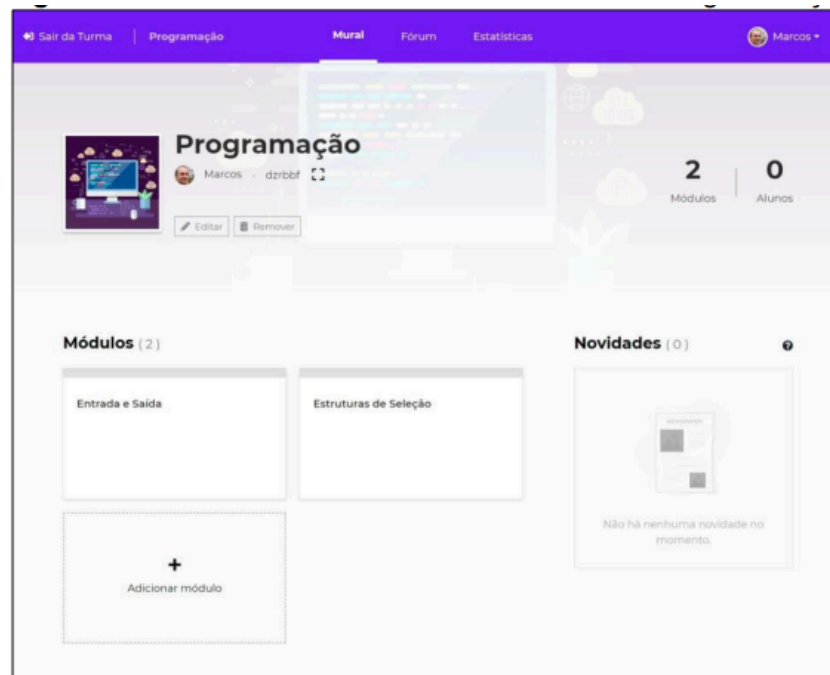 Sair da Turma Programação Mural Fórum Estatísticas Marcos
Programação
Marcos · dzrbbf
Editar Remover
2 0
Módulos Alunos
Módulos (2)
Novidades (0)
Entrada e Saída
Estruturas de Seleção
Não há nenhuma novidade no
momento.
+
Adicionar módulo